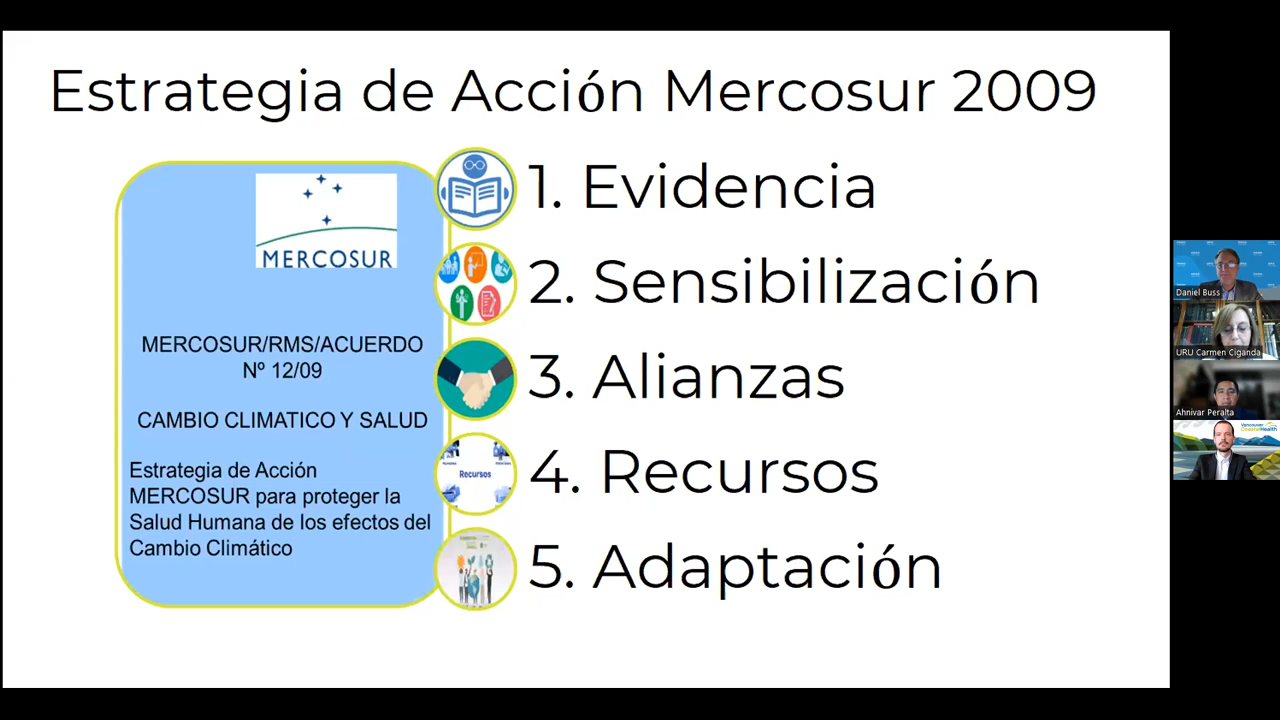 Estrategia de Acción Mercosur 2009
MERCOSUR
MERCOSUR/RMS/ACUERDO
Nº 12/09
CAMBIO CLIMATICO Y SALUD
Estrategia de Acción
MERCOSUR para proteger la
Salud Humana de los efectos del
Cambio Climático
1. Evidencia
2. Sensibilización
3. Alianzas
Recursos
4. Recursos
5. Adaptación
Daniel Buss
URU Carmen Ciganda
Ahnivar Peralta
Vancouver
CoastalHealth